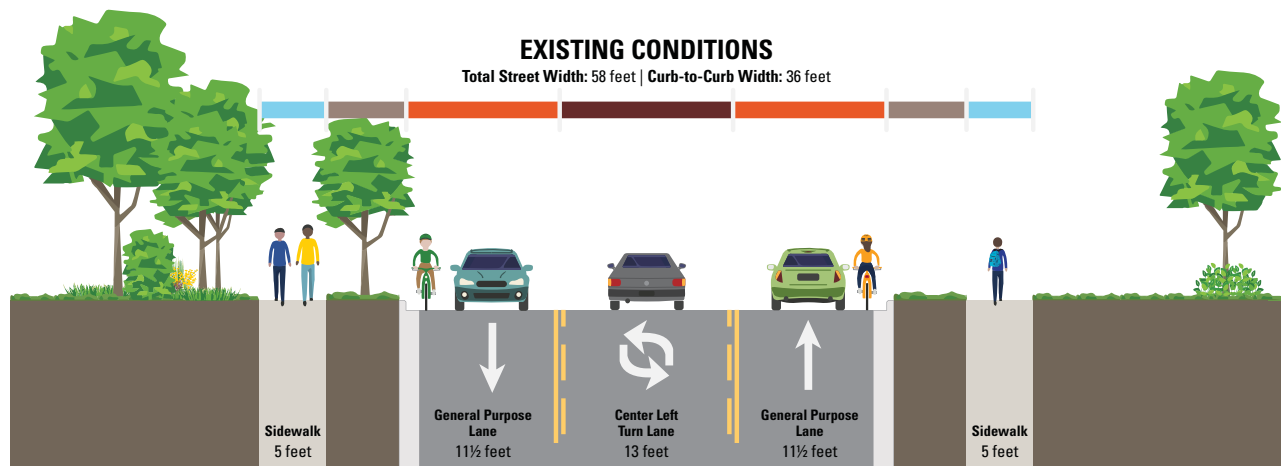 EXISTING CONDITIONS
Total Street Width: 58 feet | Curb-to-Curb Width: 36 feet
Sidewalk
5 feet
General Purpose
Lane
11½ feet
Center Left
Turn Lane
13 feet
General Purpose
Lane
11½ feet
Sidewalk
5 feet